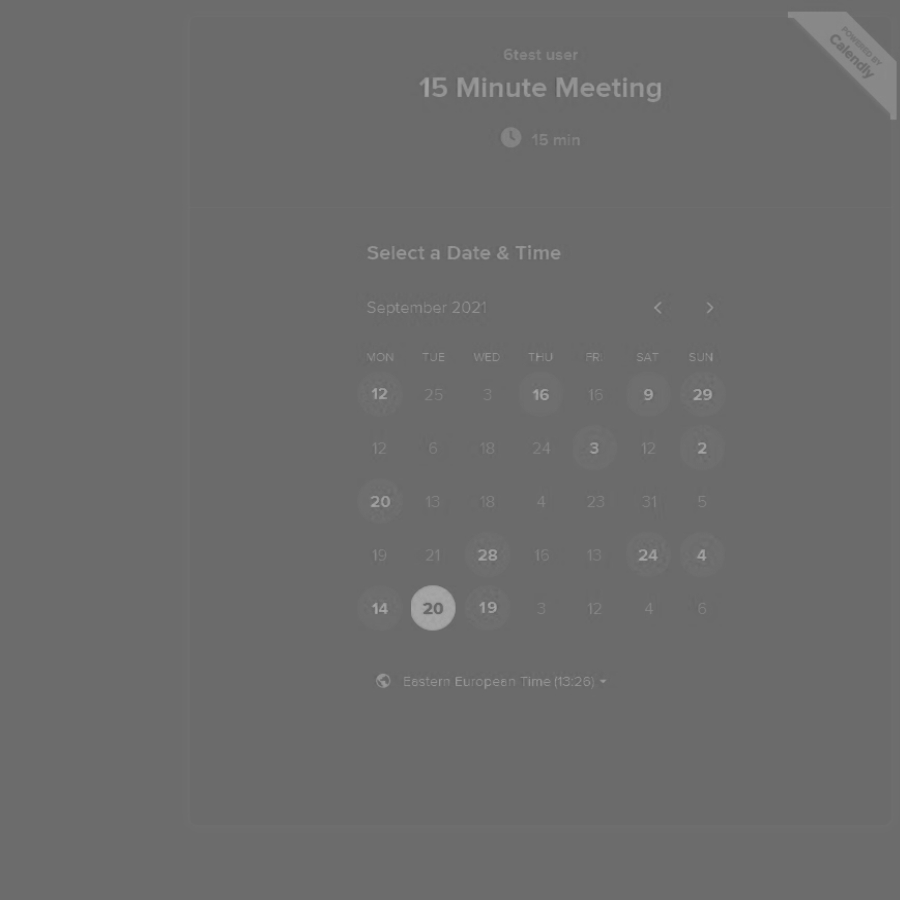 POWERED BY
Calendly
6test user
15 Minute Meeting
15 min
Select a Date & Time
September 2021
MON TUE WED THU FRI SAT SUN
12 25 3 16 15 9 29
12 6 18 24 3 12 2
20 13 18 4 23 31 5
19 21 28 15 13 24 4
14 20 19 3 12 4 6
Eastern European Time (13:26)